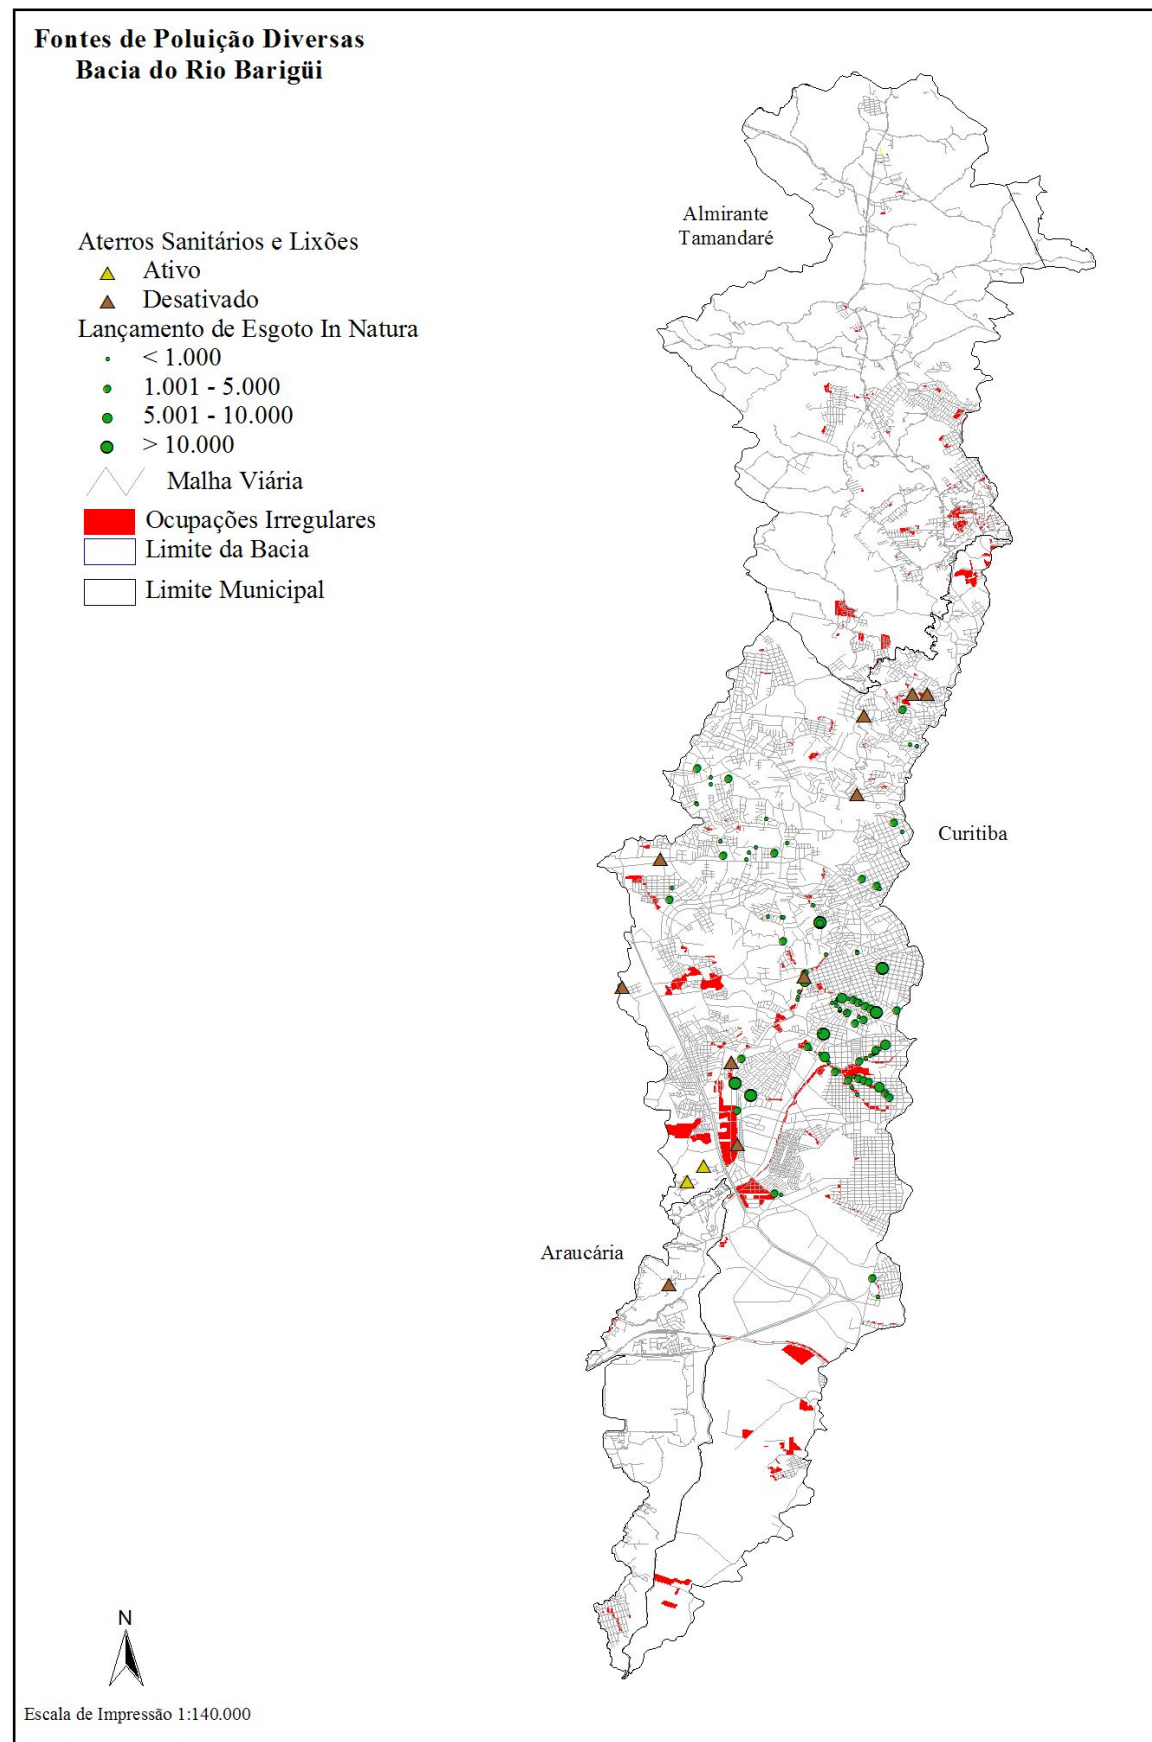 Fontes de Poluição Diversas
Bacia do Rio Barigüi
Almirante
Tamandaré
Aterros Sanitários e Lixões
Ativo
Desativado
Lançamento de Esgoto In Natura
< 1.000
1.001 - 5.000
5.001 - 10.000
> 10.000
Malha Viária
Ocupações Irregulares
Limite da Bacia
Limite Municipal
Curitiba
Araucária
N
Escala de Impressão 1:140.000